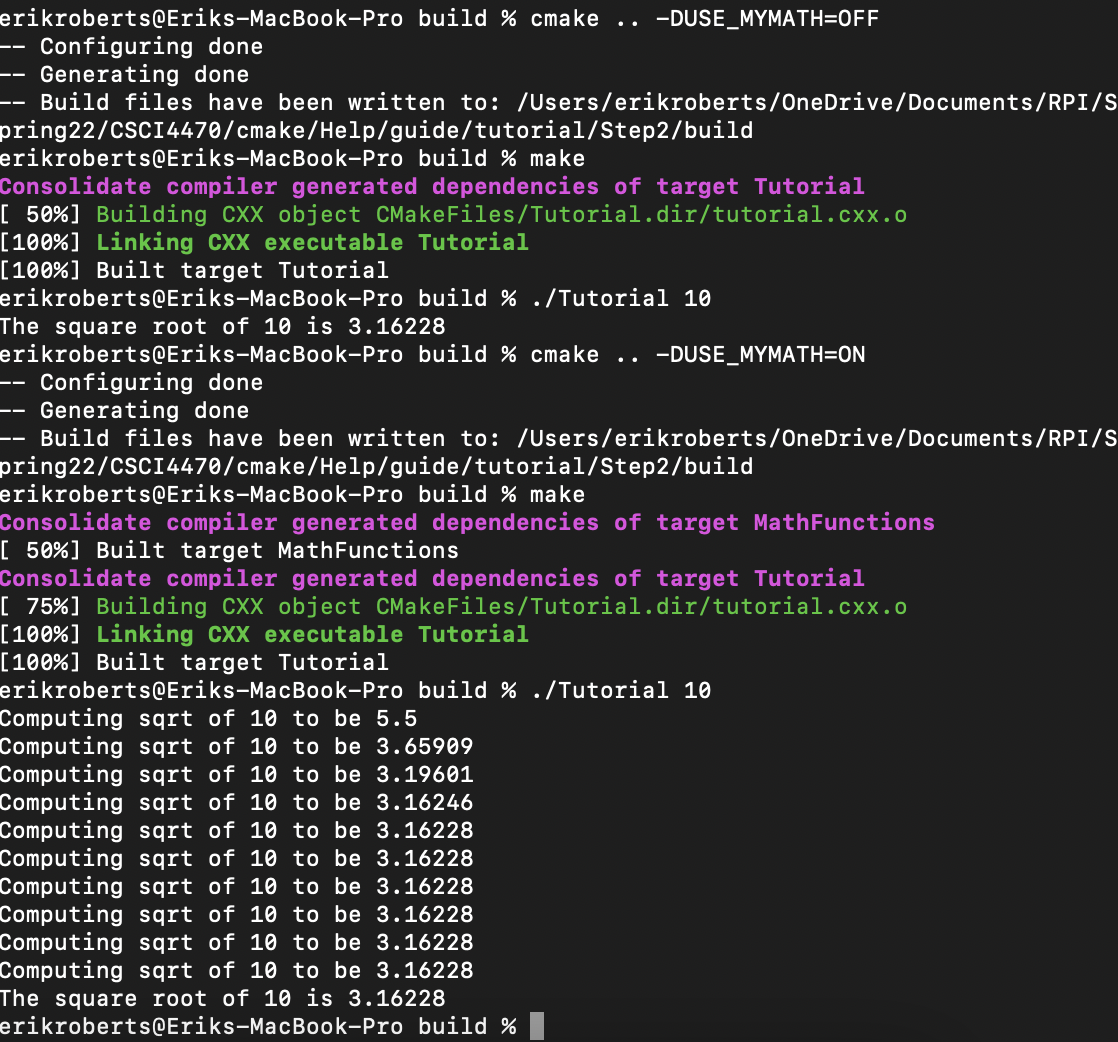 erikroberts@Eriks-MacBook-Pro build % cmake .. -DUSE_MYMATH=OFF
-- Configuring done
-- Generating done
-- Build files have been written to: /Users/erikroberts/OneDrive/Documents/RPI/S
pring22/CSCI4470/cmake/Help/guide/tutorial/Step2/build
erikroberts@Eriks-MacBook-Pro build % make
Consolidate compiler generated dependencies of target Tutorial
[ 50%] Building CXX object CMakeFiles/Tutorial.dir/tutorial.cxx.o
[100%] Linking CXX executable Tutorial
[100%] Built target Tutorial
erikroberts@Eriks-MacBook-Pro build % ./Tutorial 10
The square root of 10 is 3.16228
erikroberts@Eriks-MacBook-Pro build % cmake .. -DUSE_MYMATH=ON
-- Configuring done
-- Generating done
-- Build files have been written to: /Users/erikroberts/OneDrive/Documents/RPI/S
pring22/CSCI4470/cmake/Help/guide/tutorial/Step2/build
erikroberts@Eriks-MacBook-Pro build % make
Consolidate compiler generated dependencies of target MathFunctions
[ 50%] Built target MathFunctions
Consolidate compiler generated dependencies of target Tutorial
[ 75%] Building CXX object CMakeFiles/Tutorial.dir/tutorial.cxx.o
[100%] Linking CXX executable Tutorial
[100%] Built target Tutorial
erikroberts@Eriks-MacBook-Pro build % ./Tutorial 10
Computing sqrt of 10 to be 5.5
Computing sqrt of 10 to be 3.65909
Computing sqrt of 10 to be 3.19601
Computing sqrt of 10 to be 3.16246
Computing sqrt of 10 to be 3.16228
Computing sqrt of 10 to be 3.16228
Computing sqrt of 10 to be 3.16228
Computing sqrt of 10 to be 3.16228
Computing sqrt of 10 to be 3.16228
Computing sqrt of 10 to be 3.16228
The square root of 10 is 3.16228
erikroberts@Eriks-MacBook-Pro build %